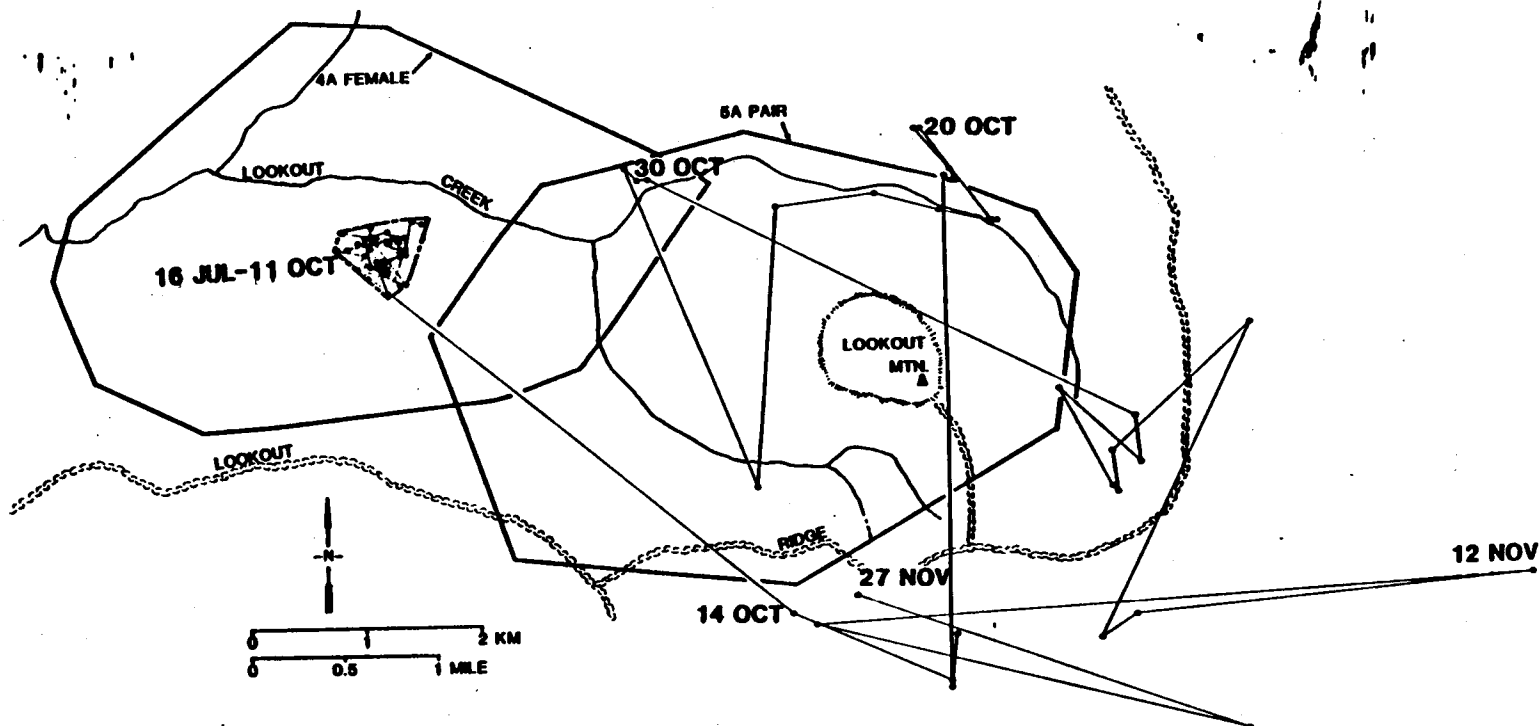 4A FEMALE
5A PAIR
20 OCT
30 OCT
LOOKOUT
CREEK
16 JUL-11 OCT
LOOKOUT
MTN.
LOOKOUT
-N-
RIDGE
12 NOV
27 NOV
14 OCT
0 1 2 KM
0 0.5 1 MILE